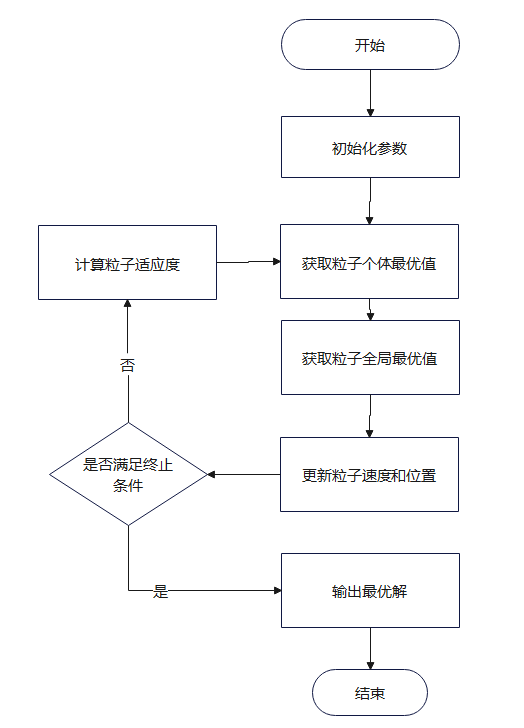 开始
初始化参数
计算粒子适应度
获取粒子个体最优值
获取粒子全局最优值
否
是否满足终止
条件
更新粒子速度和位置
是
输出最优解
结束